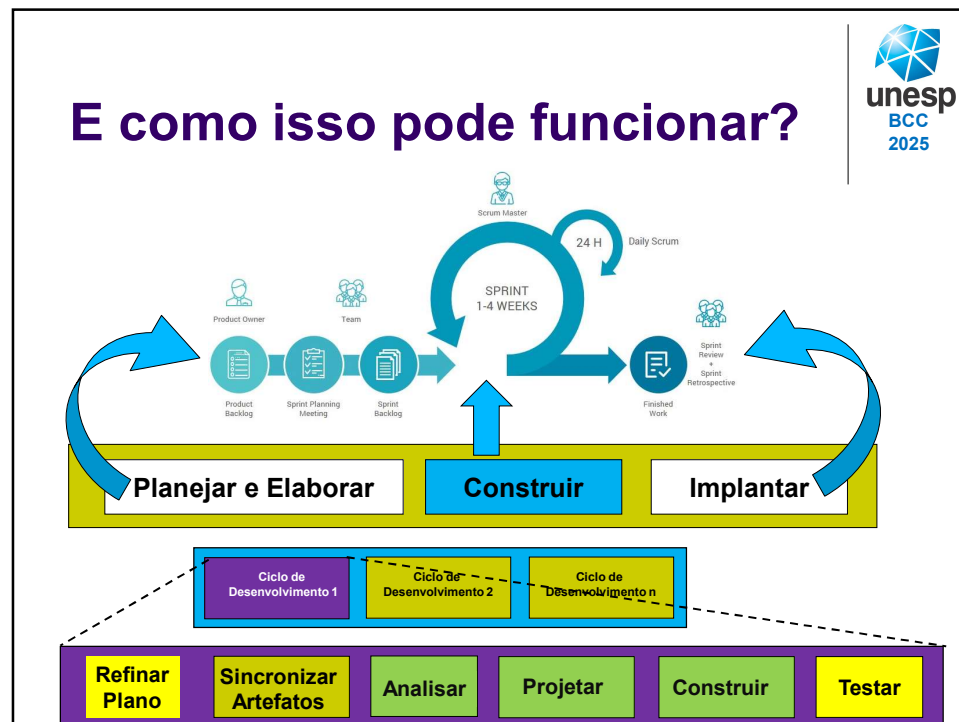 unesp
BCC
2025
E como isso pode funcionar?
Scrum Master
24 H
Daily Scrum
SPRINT
1-4 WEEKS
Product Owner
Team
Sprint
Review
+
Sprint
Retrospective
Product
Backlog
Sprint Planning
Meeting
Sprint
Backlog
Finished
Work
Planejar e Elaborar
Construir
Implantar
Ciclo de
Desenvolvimento 1
Ciclo de
Desenvolvimento 2
Ciclo de
Desenvolvimento n
Refinar
Plano
Sincronizar
Artefatos
Analisar
Projetar
Construir
Testar